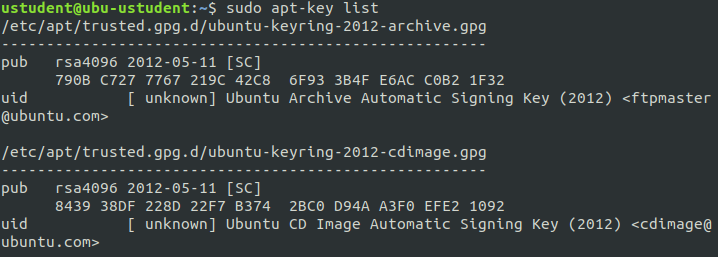 ustudent@ubu-ustudent:~$ sudo apt-key list
/etc/apt/trusted.gpg.d/ubuntu-keyring-2012-archive.gpg
------------------------------------------------------
pub   rsa4096 2012-05-11 [SC]
      790B C727 7767 219C 42C8  6F93 3B4F E6AC C0B2 1F32
uid           [ unknown] Ubuntu Archive Automatic Signing Key (2012) <ftpmaster
@ubuntu.com>

/etc/apt/trusted.gpg.d/ubuntu-keyring-2012-cdimage.gpg
------------------------------------------------------
pub   rsa4096 2012-05-11 [SC]
      8439 38DF 228D 22F7 B374  2BC0 D94A A3F0 EFE2 1092
uid           [ unknown] Ubuntu CD Image Automatic Signing Key (2012) <cdimage@
ubuntu.com>